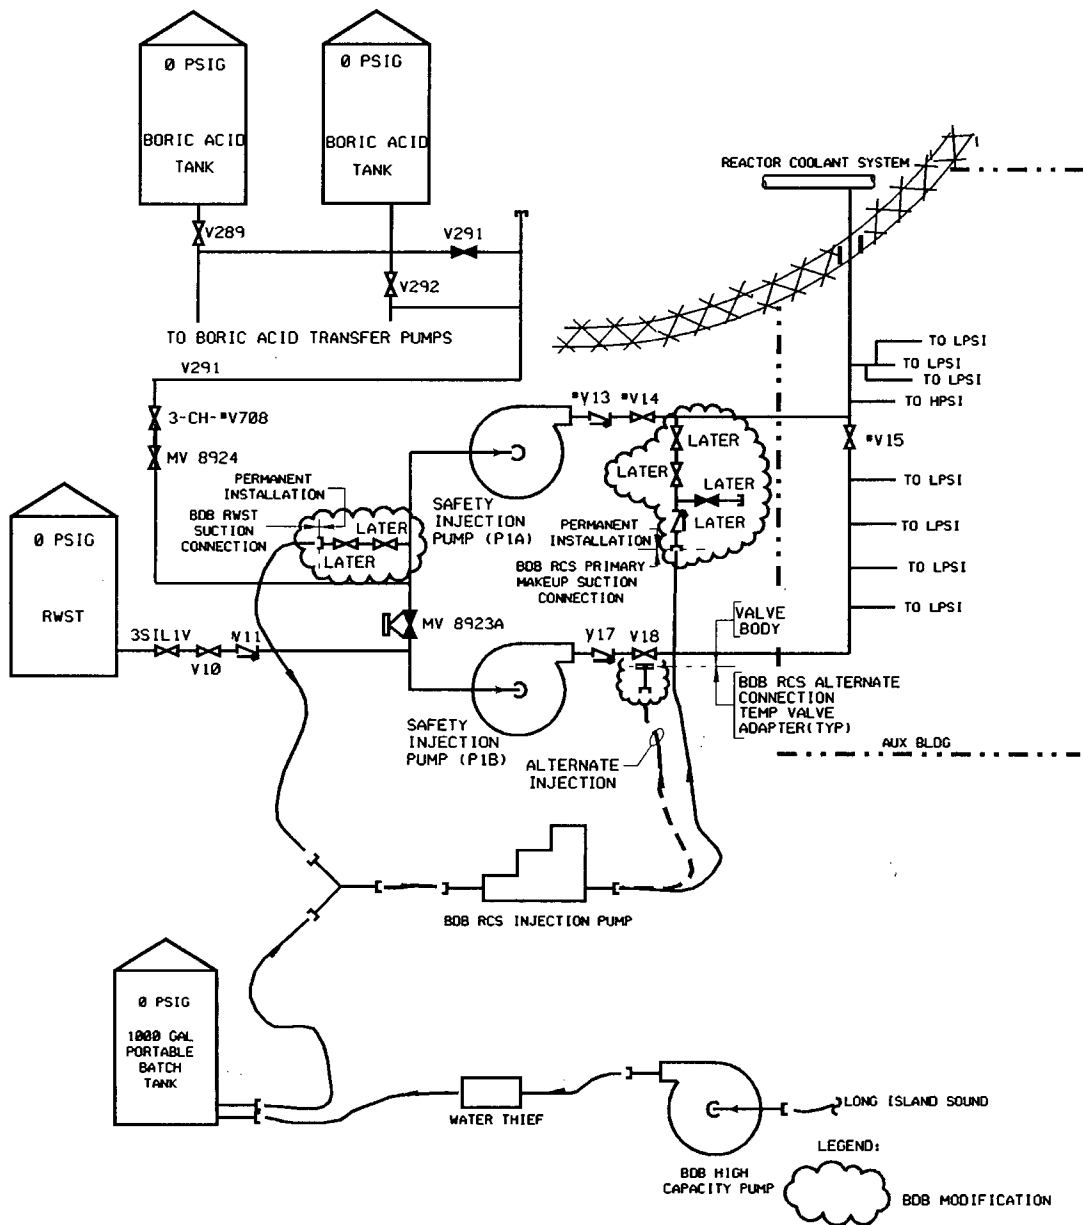 0 PSIG
BORIC ACID
TANK
0 PSIG
BORIC ACID
TANK
V289
V291
V292
TO BORIC ACID TRANSFER PUMPS
REACTOR COOLANT SYSTEM
V291
3-CH-*V708
MV 8924
PERMANENT
INSTALLATION
BDB RWST
SUCTION
CONNECTION
LATER
LATER
SAFETY
INJECTION
PUMP (P1A)
*V13
*V14
LATER
LATER
LATER
LATER
PERMANENT
INSTALLATION
BDB RCS PRIMARY
MAKEUP SUCTION
CONNECTION
TO LPSI
TO LPSI
TO LPSI
TO HPSI
*V15
TO LPSI
TO LPSI
TO LPSI
TO LPSI
0 PSIG
RWST
3SIL1V
V10
V11
MV 8923A
SAFETY
INJECTION
PUMP (P1B)
V17
V18
VALVE
BODY
BDB RCS ALTERNATE
CONNECTION
TEMP VALVE
ADAPTER(TYP)
AUX BLDG
ALTERNATE
INJECTION
BDB RCS INJECTION PUMP
0 PSIG
1000 GAL
PORTABLE
BATCH
TANK
WATER THIEF
LONG ISLAND SOUND
BDB HIGH
CAPACITY PUMP
LEGEND:
BDB MODIFICATION